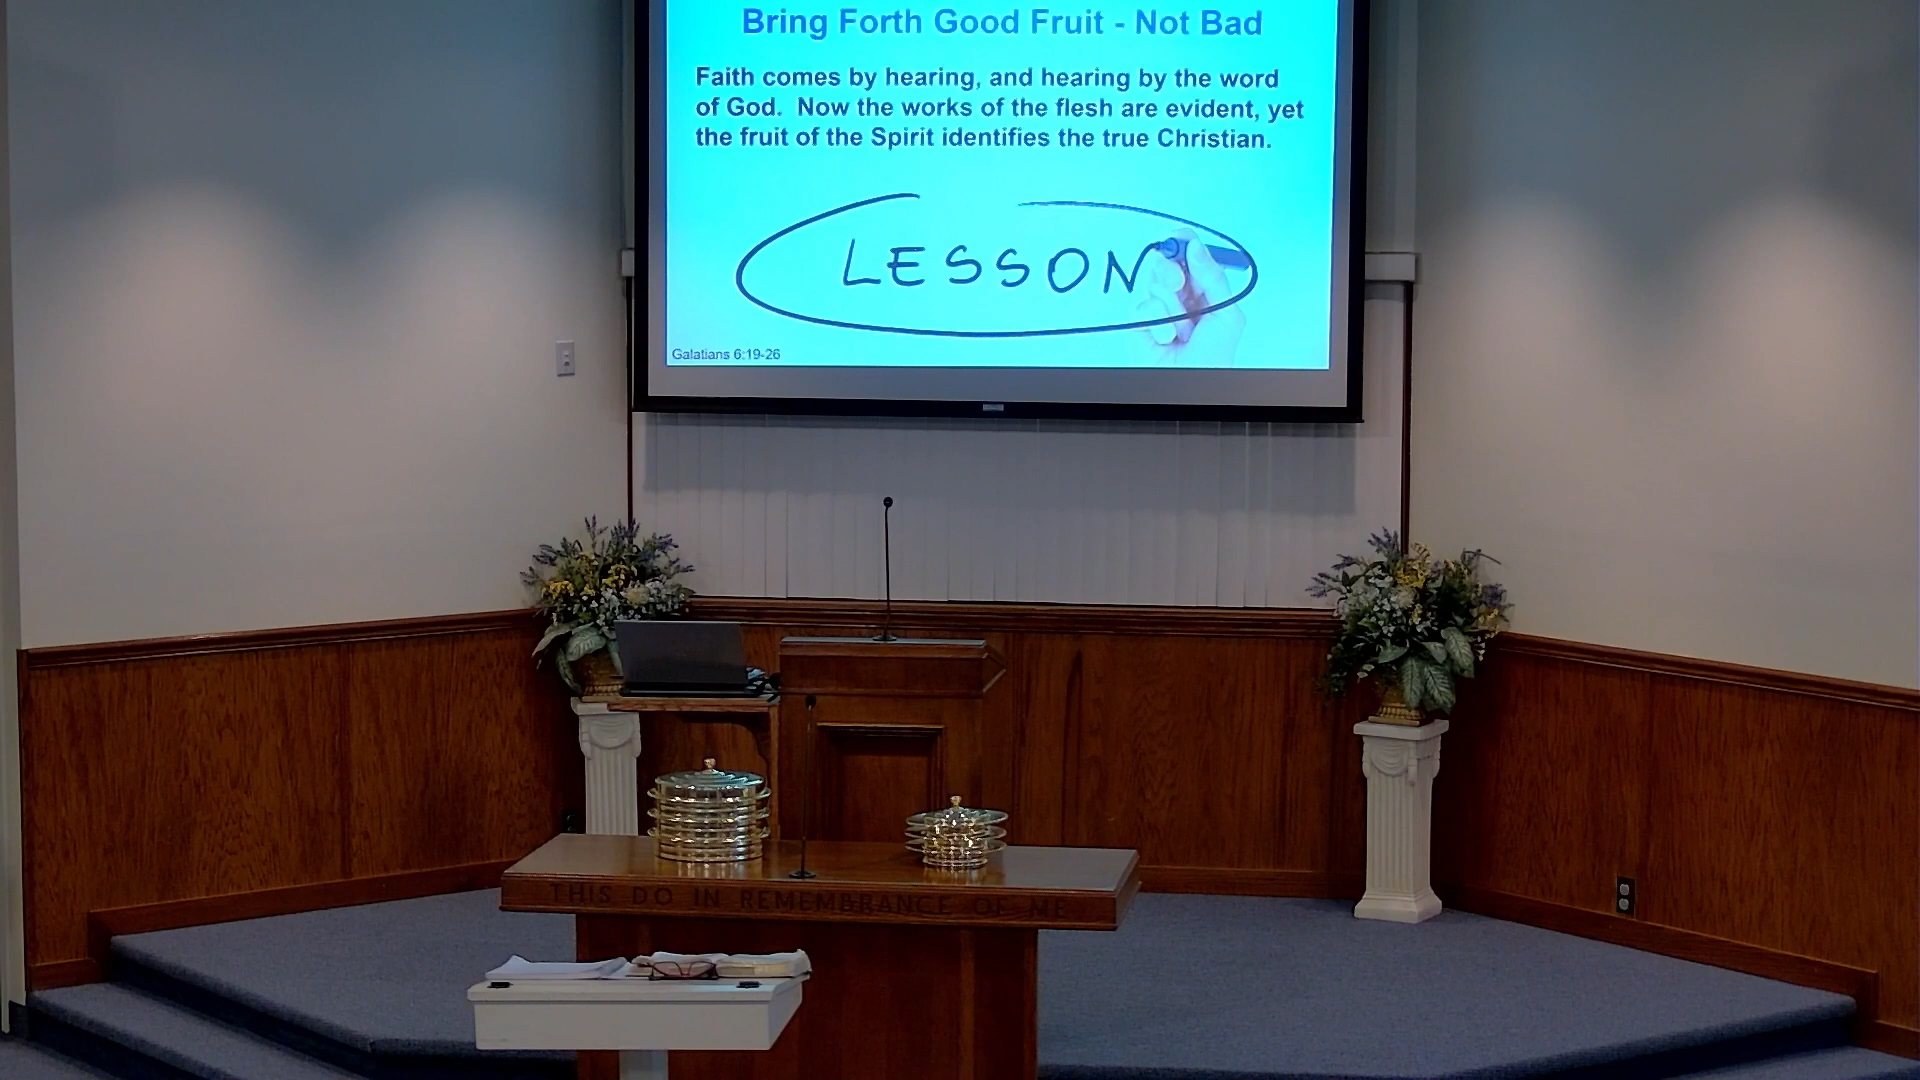 Bring Forth Good Fruit - Not Bad
Faith comes by hearing, and hearing by the word
of God. Now the works of the flesh are evident, yet
the fruit of the Spirit identifies the true Christian.
LESSON
Galatians 6:19-26
THIS DO IN REMEMBRANCE OF ME